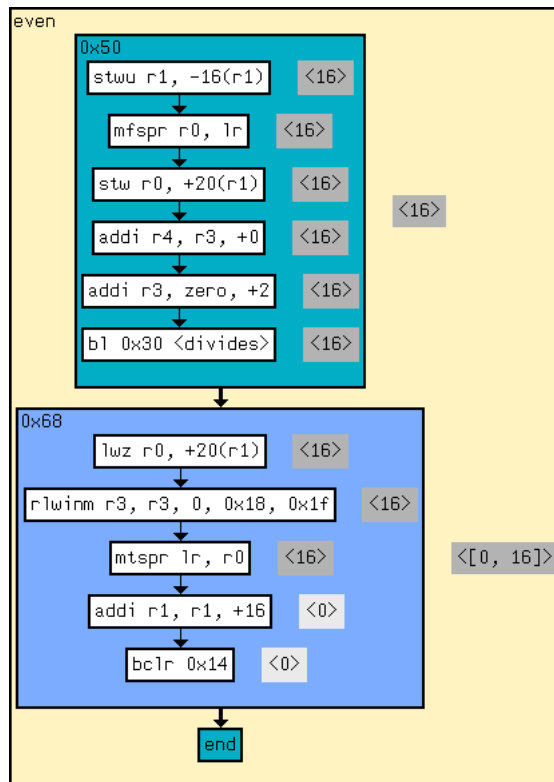 even
0x50
stwu r1, -16(r1) <16>
mfspr r0, lr <16>
stw r0, +20(r1) <16>
<16>
addi r4, r3, +0 <16>
addi r3, zero, +2 <16>
bl 0x30 <divides> <16>
0x68
lwz r0, +20(r1) <16>
rlwinm r3, r3, 0, 0x18, 0x1f <16>
mtspr lr, r0 <16> <[0, 16]>
addi r1, r1, +16 <0>
bclr 0x14 <0>
end